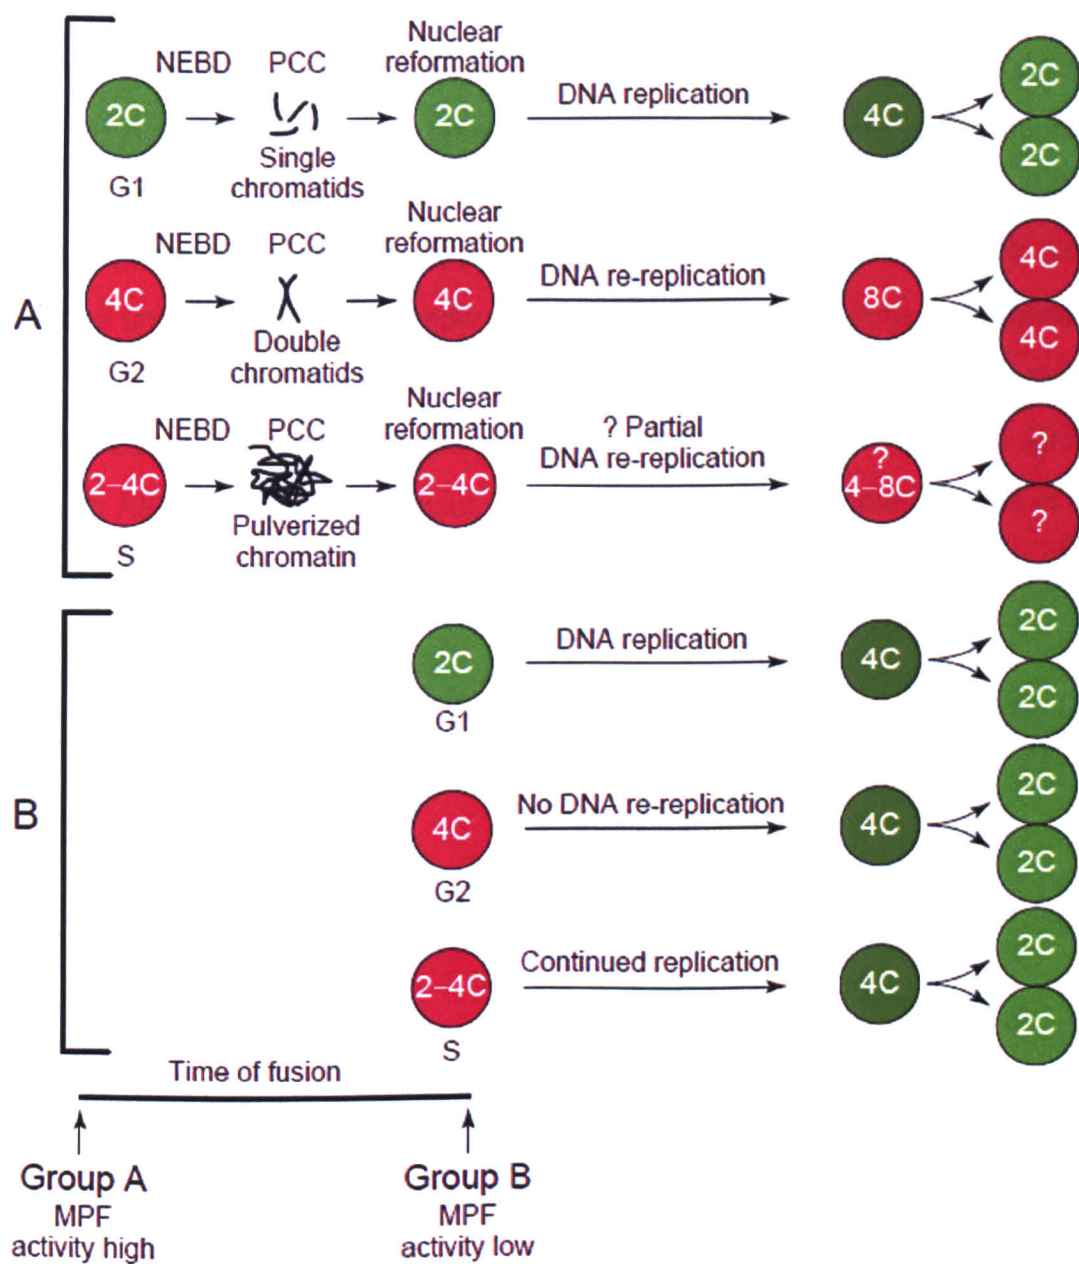 A
NEBD PCC Nuclear
reformation
2C
2C
DNA replication
4C
2C
2C
G1
Single
chromatids
NEBD PCC Nuclear
reformation
4C
4C
DNA re-replication
8C
4C
4C
G2
Double
chromatids
NEBD PCC Nuclear
reformation
2–4C
2–4C
? Partial
DNA re-replication
?
4–8C
?
?
S
Pulverized
chromatin
B
2C
DNA replication
4C
2C
2C
G1
4C
No DNA re-replication
4C
2C
2C
G2
2–4C
Continued replication
4C
2C
2C
S
Time of fusion
Group A
MPF
activity high
Group B
MPF
activity low